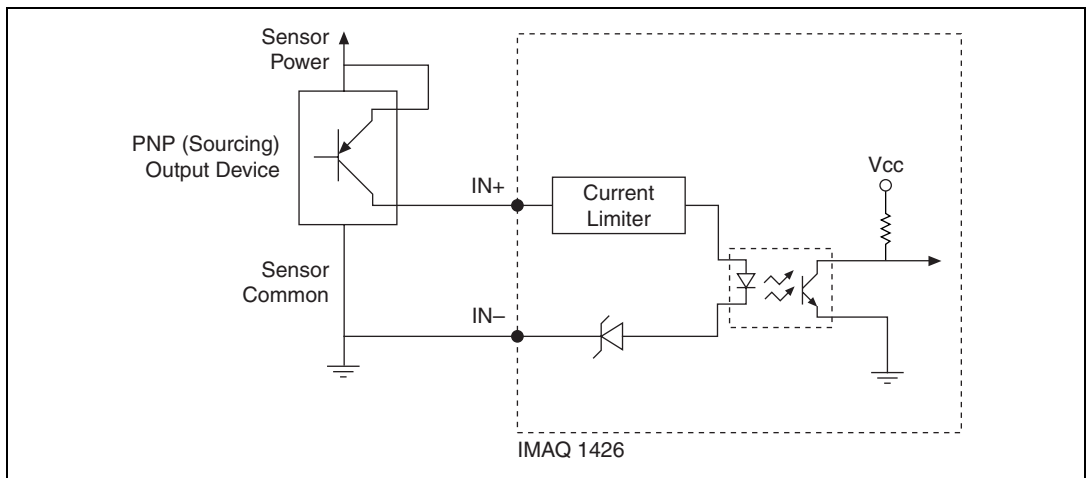 Sensor
Power
PNP (Sourcing)
Output Device
IN+
Current
Limiter
Vcc
Sensor
Common
IN–
IMAQ 1426